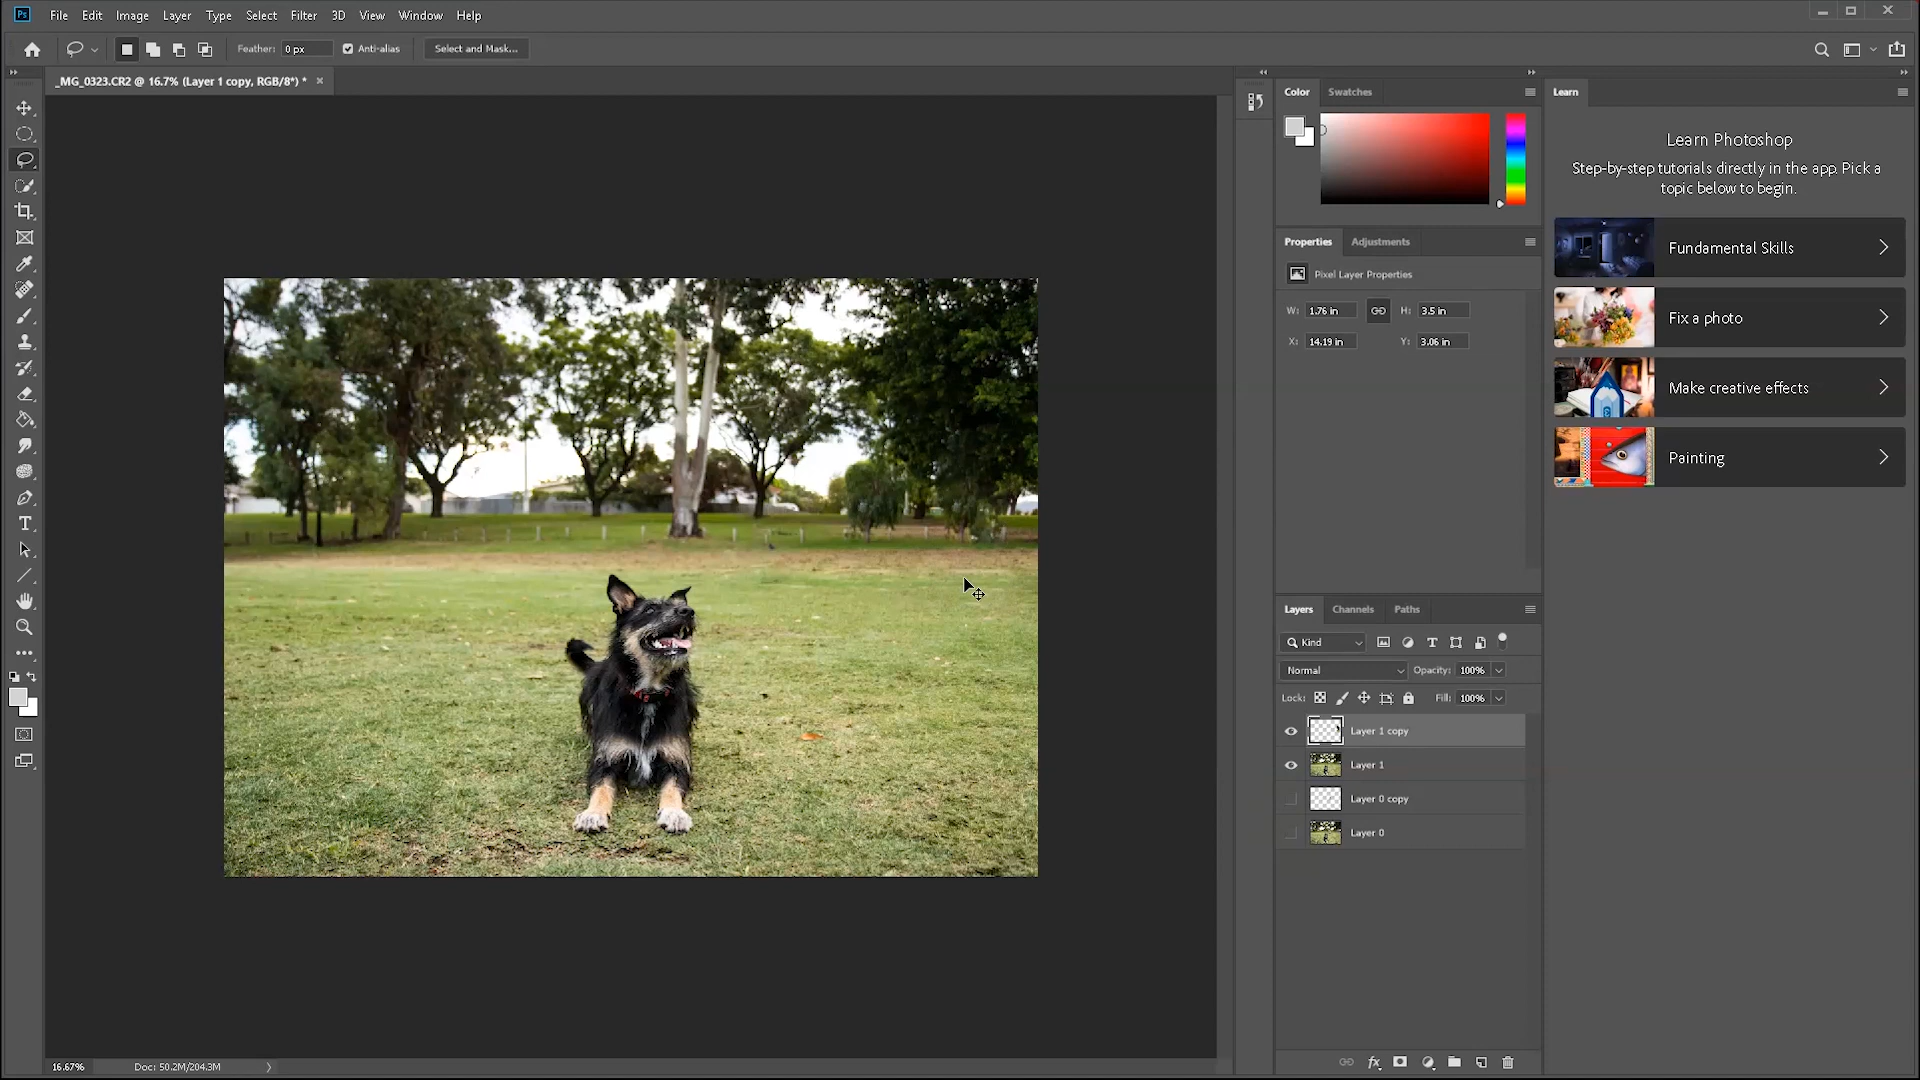 Ps File Edit Image Layer Type Select Filter 3D View Window Help
Feather: 0 px Anti-alias Select and Mask...
_MG_0323.CR2 @ 16.7% (Layer 1 copy, RGB/8*) *
Color Swatches
Learn
Learn Photoshop
Step-by-step tutorials directly in the app. Pick a
topic below to begin.
Fundamental Skills
Fix a photo
Make creative effects
Painting
Properties Adjustments
Pixel Layer Properties
W: 1.76 in H: 3.5 in
X: 14.19 in Y: 3.06 in
Layers Channels Paths
Kind
Normal Opacity: 100%
Lock: Fill: 100%
Layer 1 copy
Layer 1
Layer 0 copy
Layer 0
16.67% Doc: 50.2M/204.3M